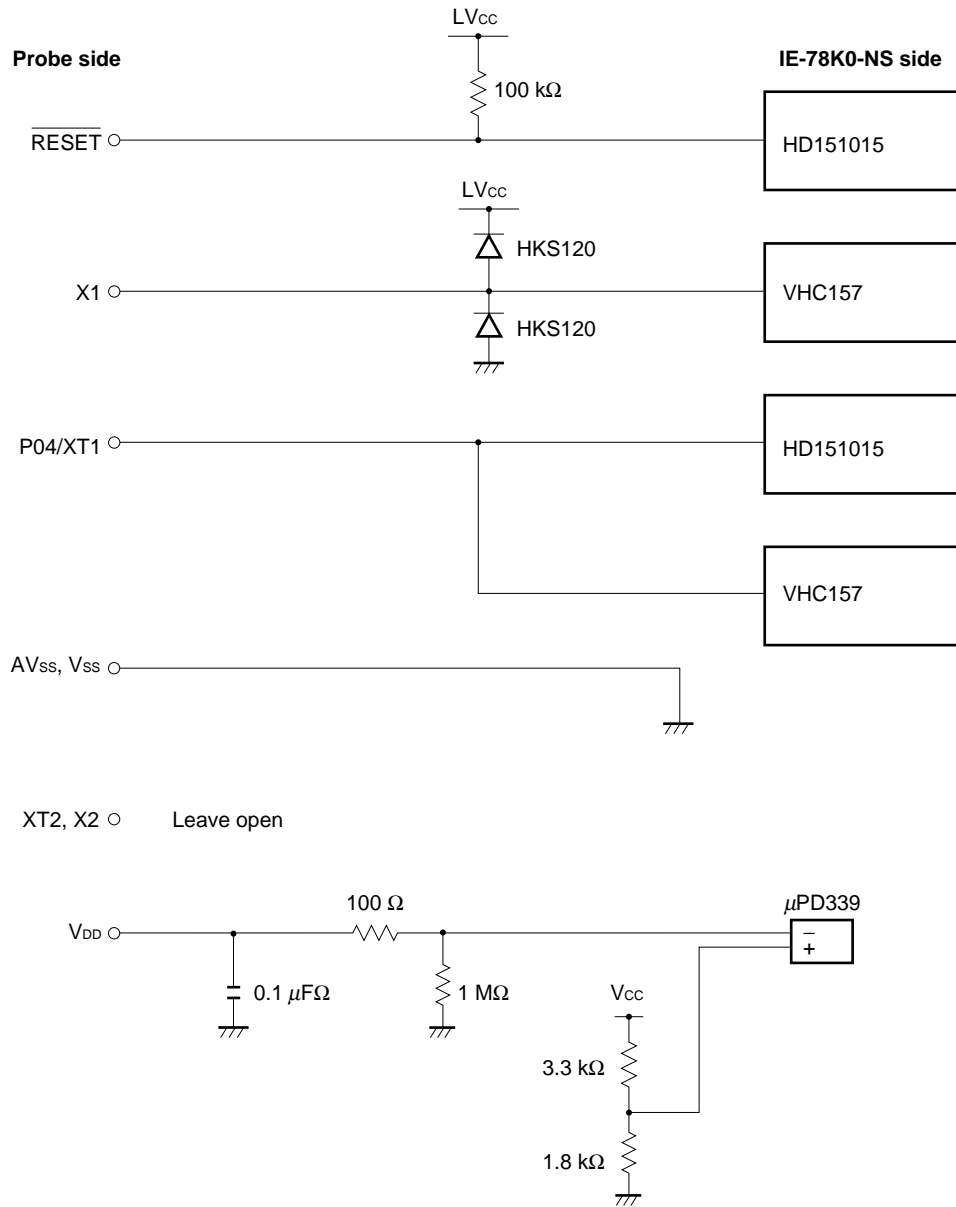 LVCC
Probe side
IE-78K0-NS side
100 kΩ
RESET
HD151015
LVCC
HKS120
X1
VHC157
HKS120
P04/XT1
HD151015
VHC157
AVSS, VSS
XT2, X2
Leave open
100 Ω
μPD339
VDD
−
+
0.1 μFΩ
1 MΩ
VCC
3.3 kΩ
1.8 kΩ